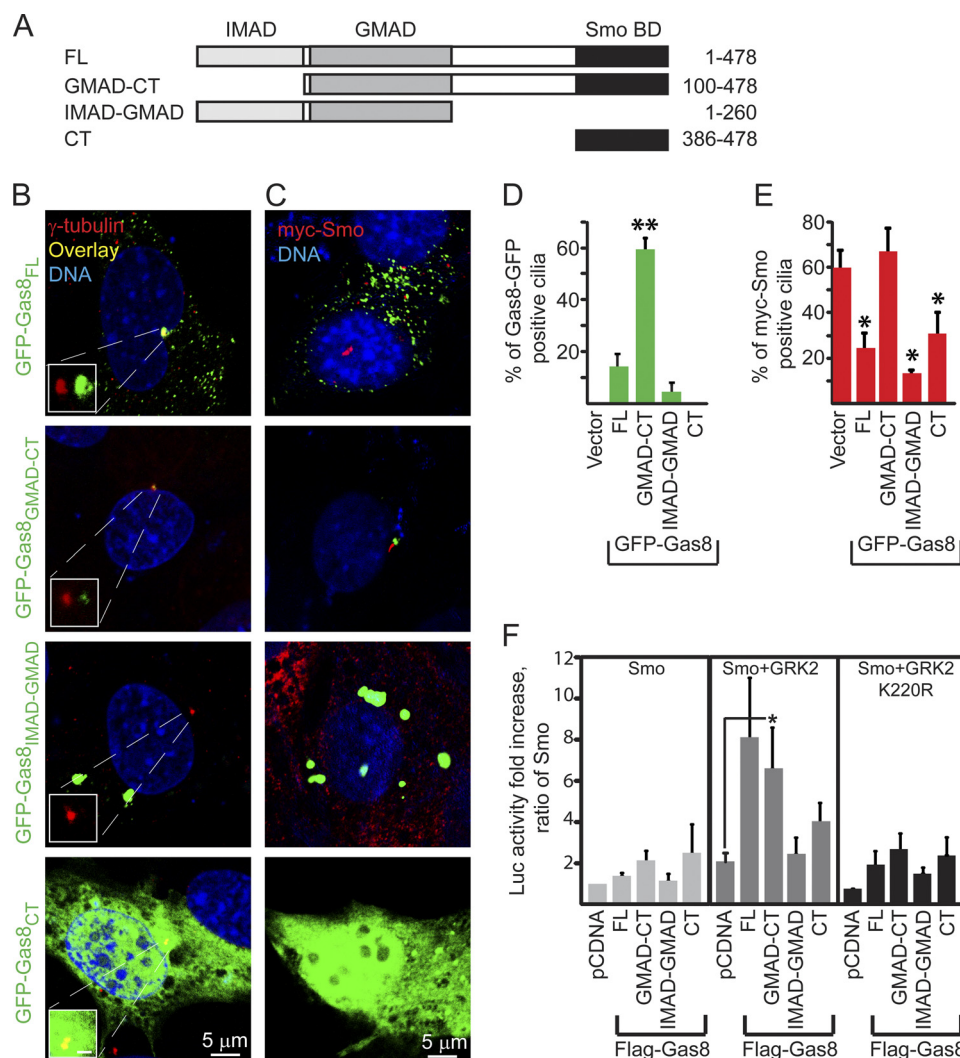 A
IMAD GMAD Smo BD
FL 1-478
GMAD-CT 100-478
IMAD-GMAD 1-260
CT 386-478
B
γ-tubulin
Overlay
DNA
C
myc-Smo
DNA
GFP-Gas8FL
GFP-Gas8GMAD-CT
GFP-Gas8IMAD-GMAD
GFP-Gas8CT
5 μm
5 μm
D
% of Gas8-GFP
positive cilia
60
40
20
**
Vector
FL
GMAD-CT
IMAD-GMAD
CT
GFP-Gas8
E
% of myc-Smo
positive cilia
80
60
40
20
*
*
*
Vector
FL
GMAD-CT
IMAD-GMAD
CT
GFP-Gas8
F
Luc activity fold increase,
ratio of Smo
12
10
8
6
4
2
Smo
Smo+GRK2
Smo+GRK2
K220R
*
pCDNA
FL
GMAD-CT
IMAD-GMAD
CT
Flag-Gas8
pCDNA
FL
GMAD-CT
IMAD-GMAD
CT
Flag-Gas8
pCDNA
FL
GMAD-CT
IMAD-GMAD
CT
Flag-Gas8